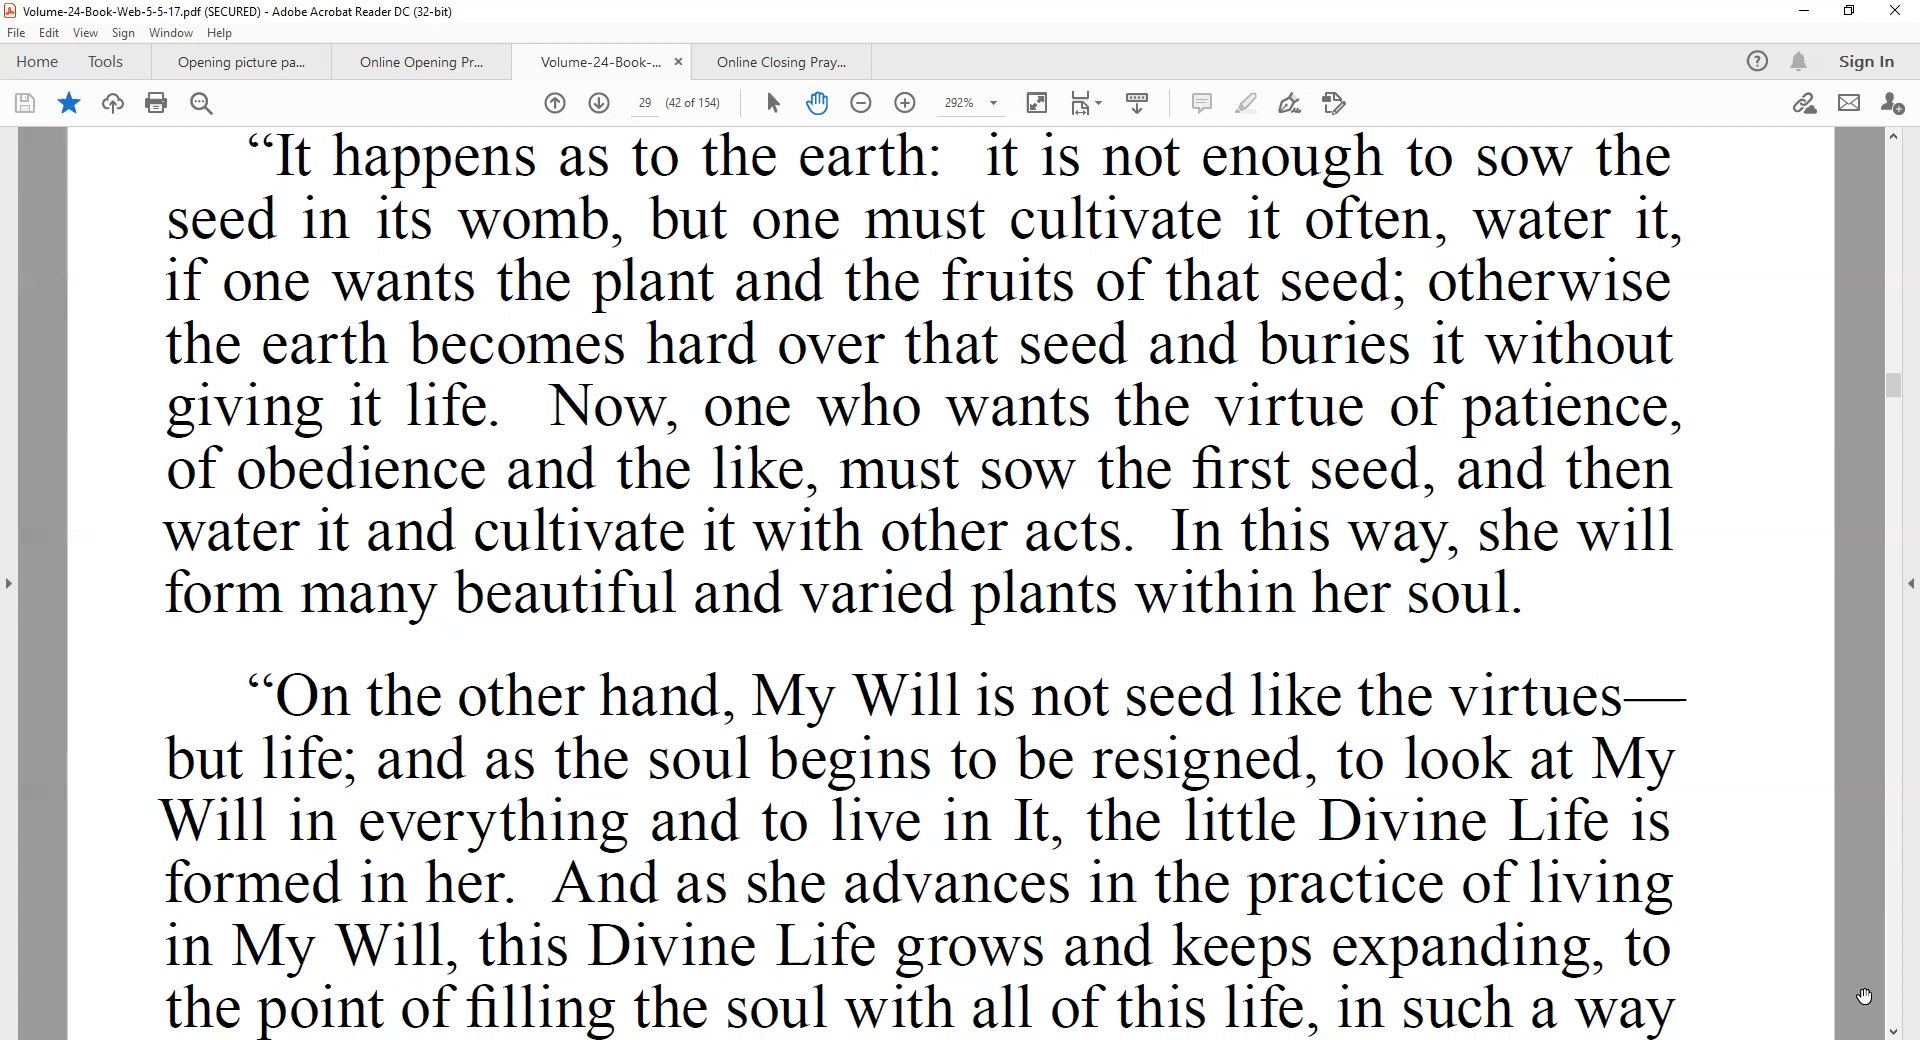 Volume-24-Book-Web-5-5-17.pdf (SECURED) - Adobe Acrobat Reader DC (32-bit)
File Edit View Sign Window Help
Home Tools Opening picture pa... Online Opening Pr... Volume-24-Book-... × Online Closing Pray... Sign In
29 (42 of 154) 292%
“It happens as to the earth:  it is not enough to sow the
seed in its womb, but one must cultivate it often, water it,
if one wants the plant and the fruits of that seed; otherwise
the earth becomes hard over that seed and buries it without
giving it life.  Now, one who wants the virtue of patience,
of obedience and the like, must sow the first seed, and then
water it and cultivate it with other acts.  In this way, she will
form many beautiful and varied plants within her soul.
“On the other hand, My Will is not seed like the virtues—
but life; and as the soul begins to be resigned, to look at My
Will in everything and to live in It, the little Divine Life is
formed in her.  And as she advances in the practice of living
in My Will, this Divine Life grows and keeps expanding, to
the point of filling the soul with all of this life, in such a way